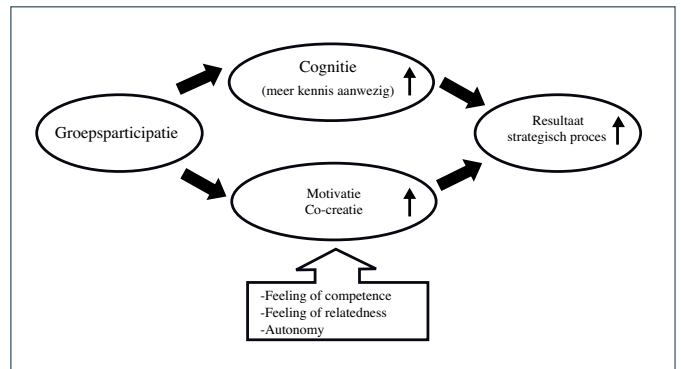 Cognitie
(meer kennis aanwezig)
Groepsparticipatie
Resultaat
strategisch proces
Motivatie
Co-creatie
-Feeling of competence
-Feeling of relatedness
-Autonomy